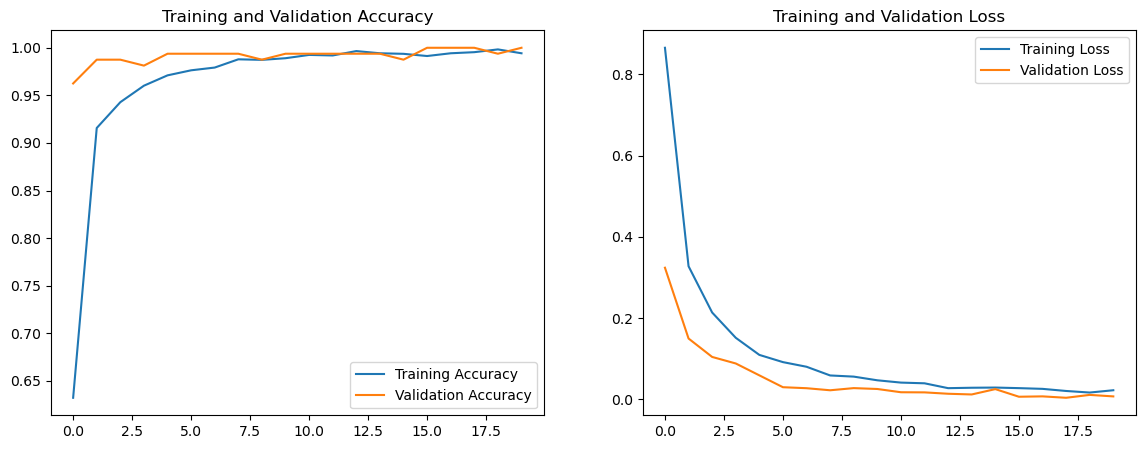 Training and Validation Accuracy
1.00
0.95
0.90
0.85
0.80
0.75
0.70
0.65
Training Accuracy
Validation Accuracy
0.0 2.5 5.0 7.5 10.0 12.5 15.0 17.5
Training and Validation Loss
Training Loss
Validation Loss
0.8
0.6
0.4
0.2
0.0
0.0 2.5 5.0 7.5 10.0 12.5 15.0 17.5